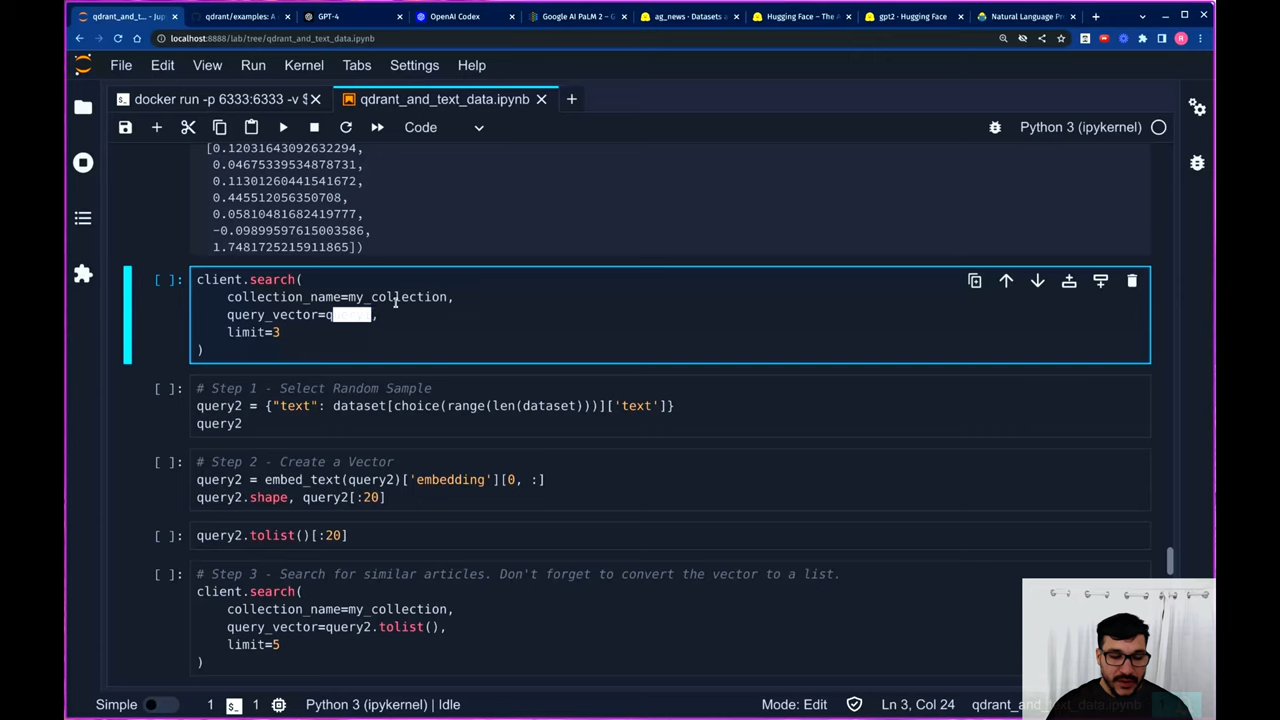 qdrant_and_t… - Jup
qdrant/examples: A
GPT-4
OpenAI Codex
Google AI PaLM 2 – G
ag_news · Datasets a
Hugging Face – The A
gpt2 · Hugging Face
Natural Language Pro
localhost:8888/lab/tree/qdrant_and_text_data.ipynb
File Edit View Run Kernel Tabs Settings Help
docker run -p 6333:6333 -v $
qdrant_and_text_data.ipynb
Code
Python 3 (ipykernel)
[0.12031643092632294,
0.04675339534878731,
0.11301260441541672,
0.445512056350708,
0.05810481682419777,
-0.09899597615003586,
1.7481725215911865])
[ ]: client.search(
collection_name=my_collection,
query_vector=q
limit=3
)
[ ]: # Step 1 - Select Random Sample
query2 = {"text": dataset[choice(range(len(dataset)))]['text']}
query2
[ ]: # Step 2 - Create a Vector
query2 = embed_text(query2)['embedding'][0, :]
query2.shape, query2[:20]
[ ]: query2.tolist()[:20]
[ ]: # Step 3 - Search for similar articles. Don't forget to convert the vector to a list.
client.search(
collection_name=my_collection,
query_vector=query2.tolist(),
limit=5
)
Simple 1 $_ 1 Python 3 (ipykernel) | Idle Mode: Edit Ln 3, Col 24 qdrant_and_text_data.ipynb